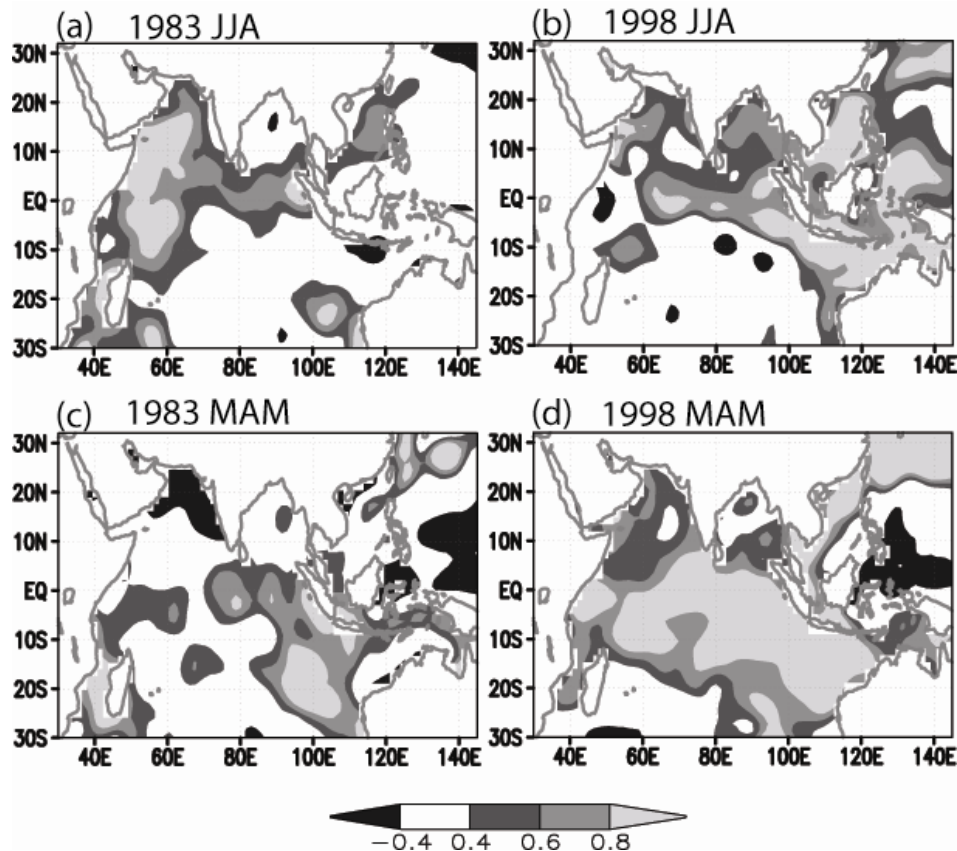 (a) 1983 JJA (b) 1998 JJA
30N 30N
20N 20N
10N 10N
EQ EQ
10S 10S
20S 20S
30S 30S
40E 60E 80E 100E 120E 140E 40E 60E 80E 100E 120E 140E
(c) 1983 MAM (d) 1998 MAM
30N 30N
20N 20N
10N 10N
EQ EQ
10S 10S
20S 20S
30S 30S
40E 60E 80E 100E 120E 140E 40E 60E 80E 100E 120E 140E
−0.4 0.4 0.6 0.8